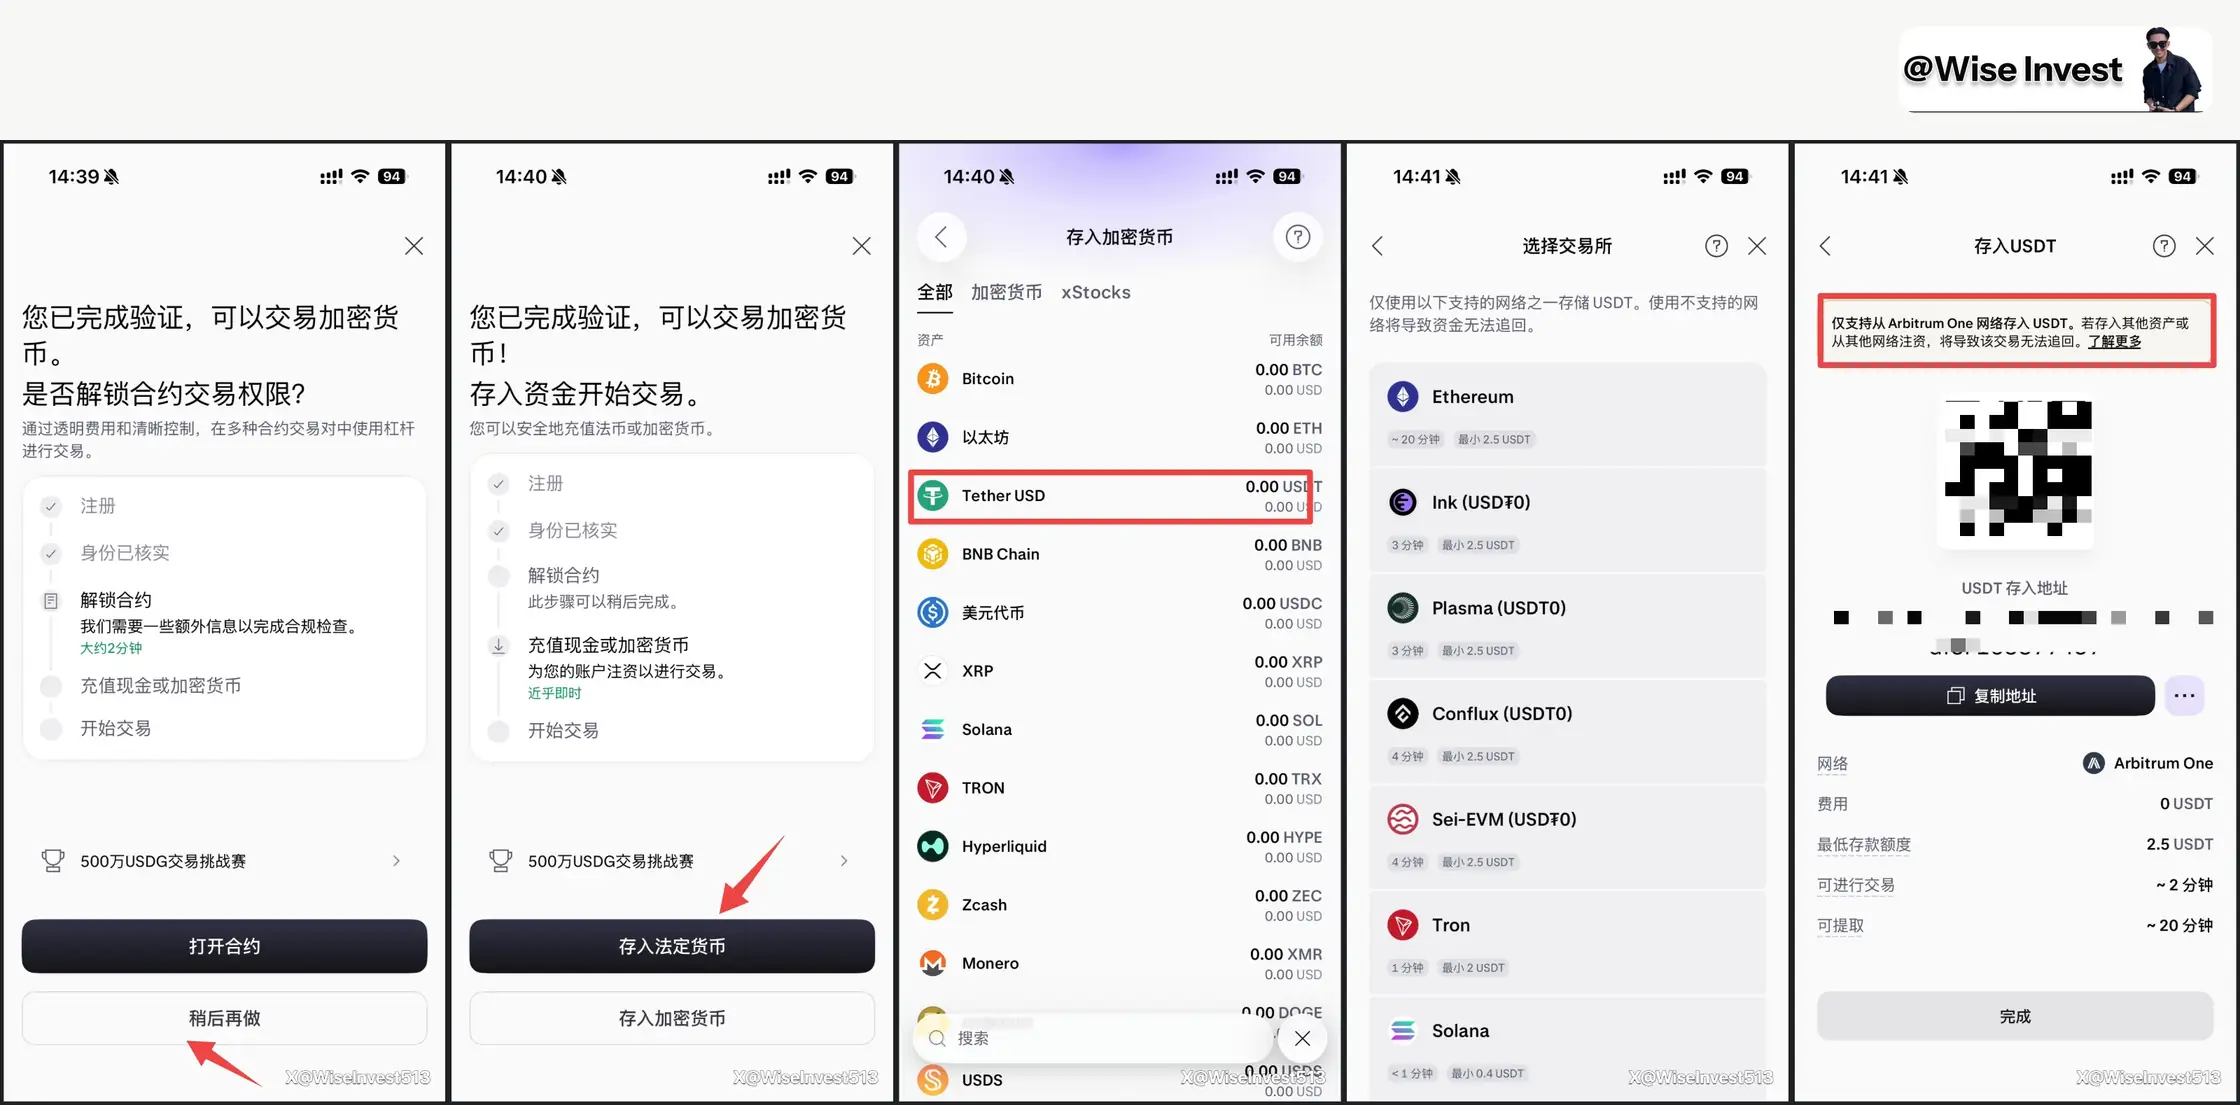 @Wise Invest
14:39
94
您已完成验证，可以交易加密货
币。
是否解锁合约交易权限？
通过透明费用和清晰控制，在多种合约交易对中使用杠杆
进行交易。
注册
身份已核实
解锁合约
我们需要一些额外信息以完成合规检查。
大约2分钟
充值现金或加密货币
开始交易
500万USDG交易挑战赛
打开合约
稍后再做
X@WiseInvest513
14:40
94
您已完成验证，可以交易加密货
币！
存入资金开始交易。
您可以安全地充值法币或加密货币。
注册
身份已核实
解锁合约
此步骤可以稍后完成。
充值现金或加密货币
为您的账户注资以进行交易。
近乎即时
开始交易
500万USDG交易挑战赛
存入法定货币
存入加密货币
X@WiseInvest513
14:40
94
存入加密货币
全部 加密货币 xStocks
资产 可用余额
Bitcoin 0.00 BTC
0.00 USD
以太坊 0.00 ETH
0.00 USD
Tether USD 0.00 USDT
0.00 USD
BNB Chain 0.00 BNB
0.00 USD
美元代币 0.00 USDC
0.00 USD
XRP 0.00 XRP
0.00 USD
Solana 0.00 SOL
0.00 USD
TRON 0.00 TRX
0.00 USD
Hyperliquid 0.00 HYPE
0.00 USD
Zcash 0.00 ZEC
0.00 USD
Monero 0.00 XMR
0.00 USD
0.00 DOGE
搜索
USDS 0.00 USDS
0.00 USD
X@WiseInvest513
14:41
94
选择交易所
仅使用以下支持的网络之一存储 USDT。使用不支持的网
络将导致资金无法追回。
Ethereum
~ 20 分钟 最小 2.5 USDT
Ink (USD₮0)
3 分钟 最小 2.5 USDT
Plasma (USDT0)
3 分钟 最小 2.5 USDT
Conflux (USDT0)
4 分钟 最小 2.5 USDT
Sei-EVM (USD₮0)
4 分钟 最小 2.5 USDT
Tron
1 分钟 最小 2 USDT
Solana
< 1 分钟 最小 0.4 USDT
X@WiseInvest513
14:41
94
存入USDT
仅支持从 Arbitrum One 网络存入 USDT。若存入其他资产或
从其他网络注资，将导致该交易无法追回。了解更多
USDT 存入地址
复制地址
网络 Arbitrum One
费用 0 USDT
最低存款额度 2.5 USDT
可进行交易 ~ 2 分钟
可提取 ~ 20 分钟
完成
X@WiseInvest513